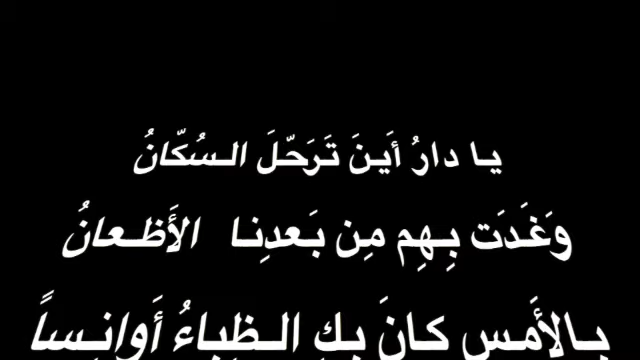 يا دارُ أَينَ تَرَحّلَ السُكّانُ
وَغَدَت بِهِم مِن بَعدِنا الأَظعانُ
بِالأَمسِ كانَ بِكِ الظِباءُ أَوانِساً